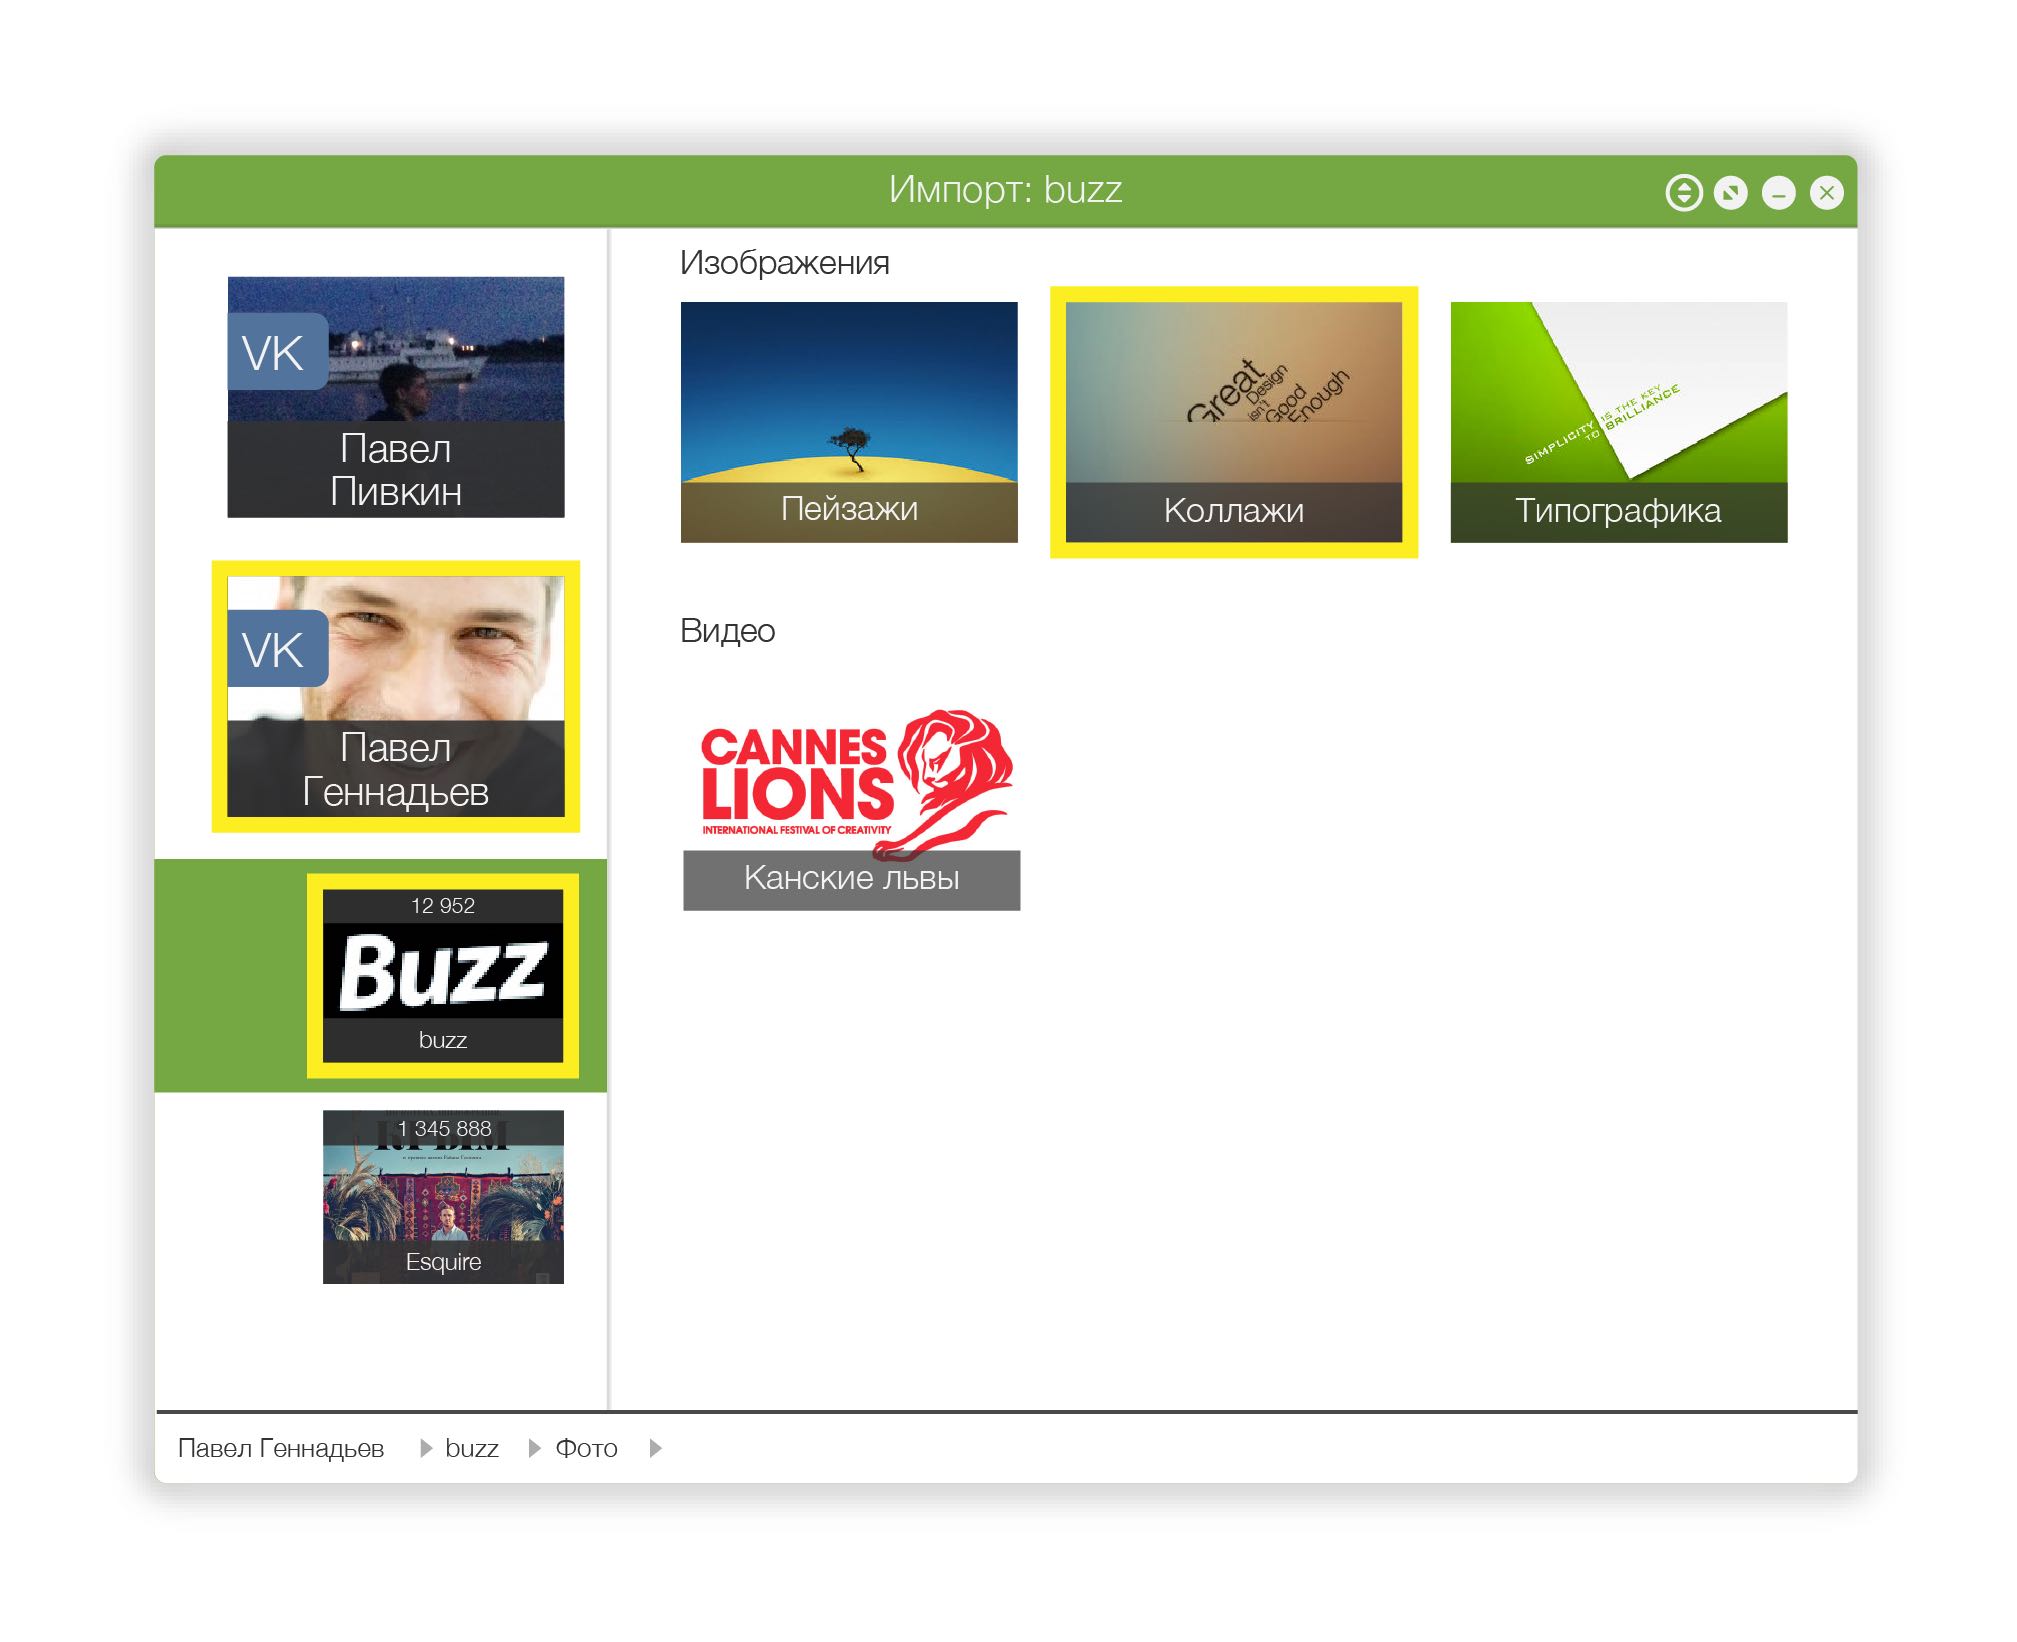 Импорт: buzz
VK
Павел
Пивкин
VK
Павел
Геннадьев
12 952
Buzz
buzz
1 345 888
Esquire
Изображения
Пейзажи
Great
Design
isn't
Good
Enough
Коллажи
SIMPLICITY IS THE KEY
TO BRILLIANCE
Типографика
Видео
CANNES
LIONS
INTERNATIONAL FESTIVAL OF CREATIVITY
Канские львы
Павел Геннадьев buzz Фото